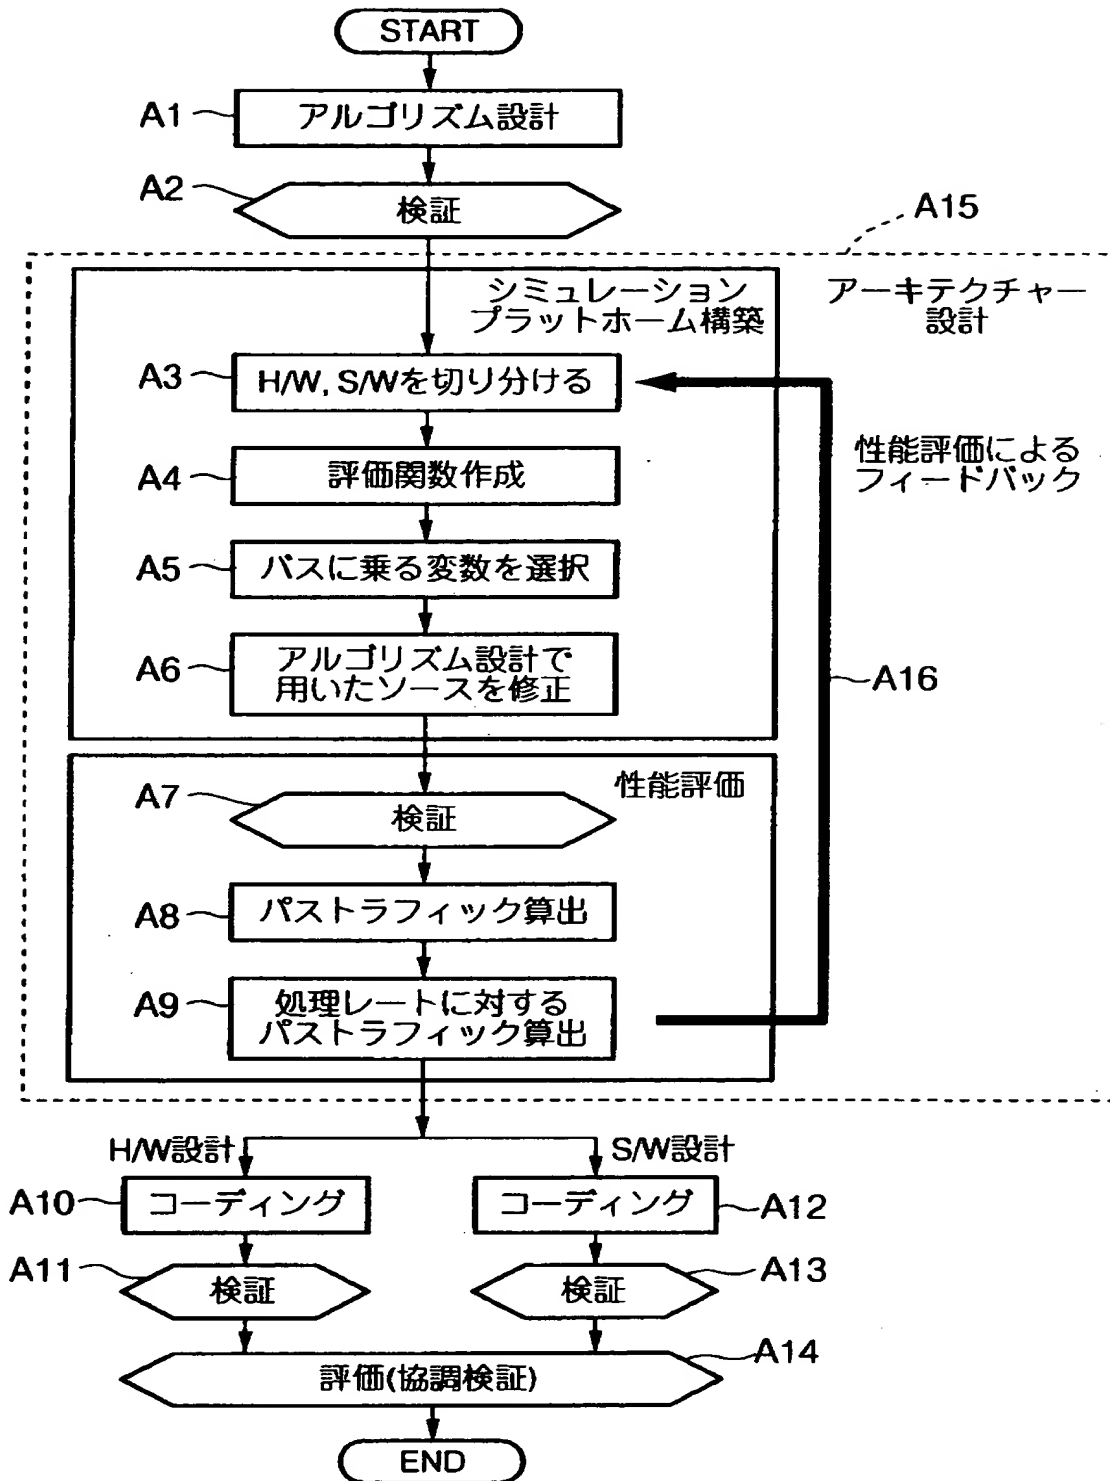 START
A1
アルゴリズム設計
A2
検証
A15
アーキテクチャー
設計
シミュレーション
プラットホーム構築
A3
H/W, S/Wを切り分ける
A4
評価関数作成
性能評価による
フィードバック
A5
バスに乗る変数を選択
A6
アルゴリズム設計で
用いたソースを修正
A16
性能評価
A7
検証
A8
バストラフィック算出
A9
処理レートに対する
バストラフィック算出
H/W設計
S/W設計
A10
コーディング
コーディング
A12
A11
検証
検証
A13
評価(協調検証)
A14
END